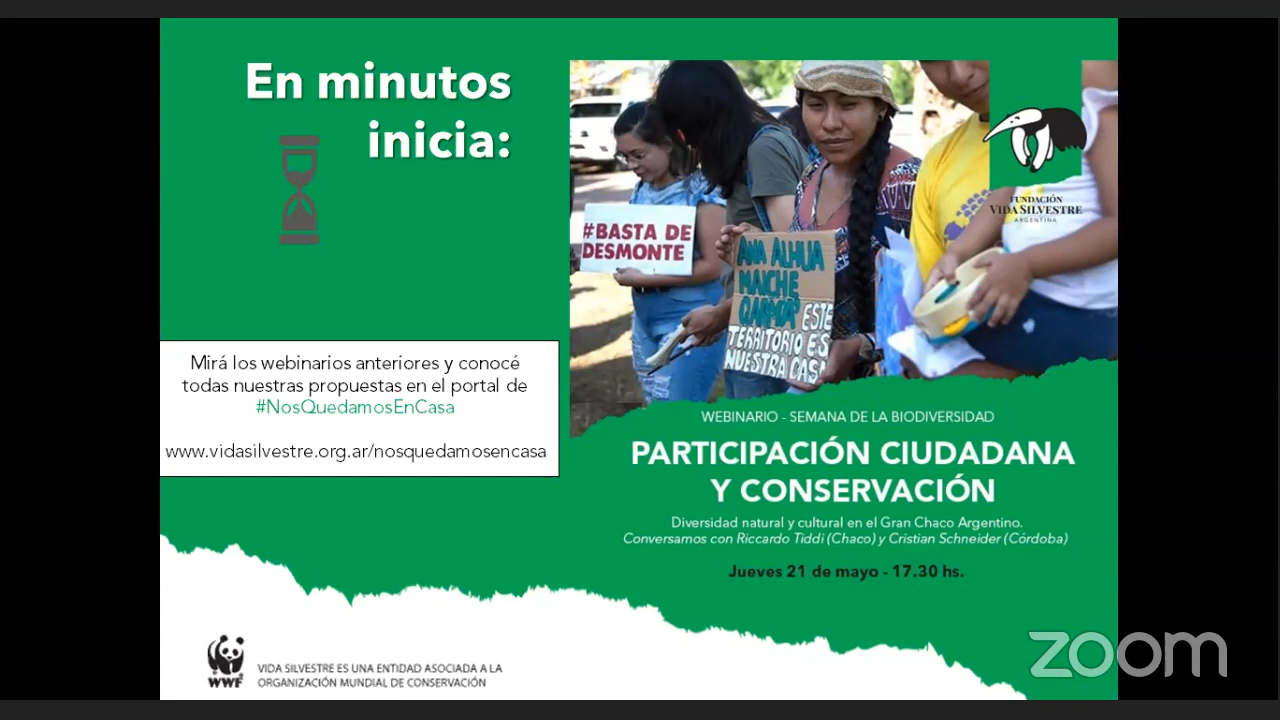 En minutos
inicia:
#BASTA DE
DESMONTE
ANA ALHUA
MAICHE
QARMA'
ESTE
TERRITORIO ES
NUESTRA CASA
FUNDACIÓN
VIDA SILVESTRE
ARGENTINA
Mirá los webinarios anteriores y conocé
todas nuestras propuestas en el portal de
#NosQuedamosEnCasa
www.vidasilvestre.org.ar/nosquedamosencasa
WEBINARIO - SEMANA DE LA BIODIVERSIDAD
PARTICIPACIÓN CIUDADANA
Y CONSERVACIÓN
Diversidad natural y cultural en el Gran Chaco Argentino.
Conversamos con Riccardo Tiddi (Chaco) y Cristian Schneider (Córdoba)
Jueves 21 de mayo - 17.30 hs.
WWF
VIDA SILVESTRE ES UNA ENTIDAD ASOCIADA A LA
ORGANIZACIÓN MUNDIAL DE CONSERVACIÓN
zoom